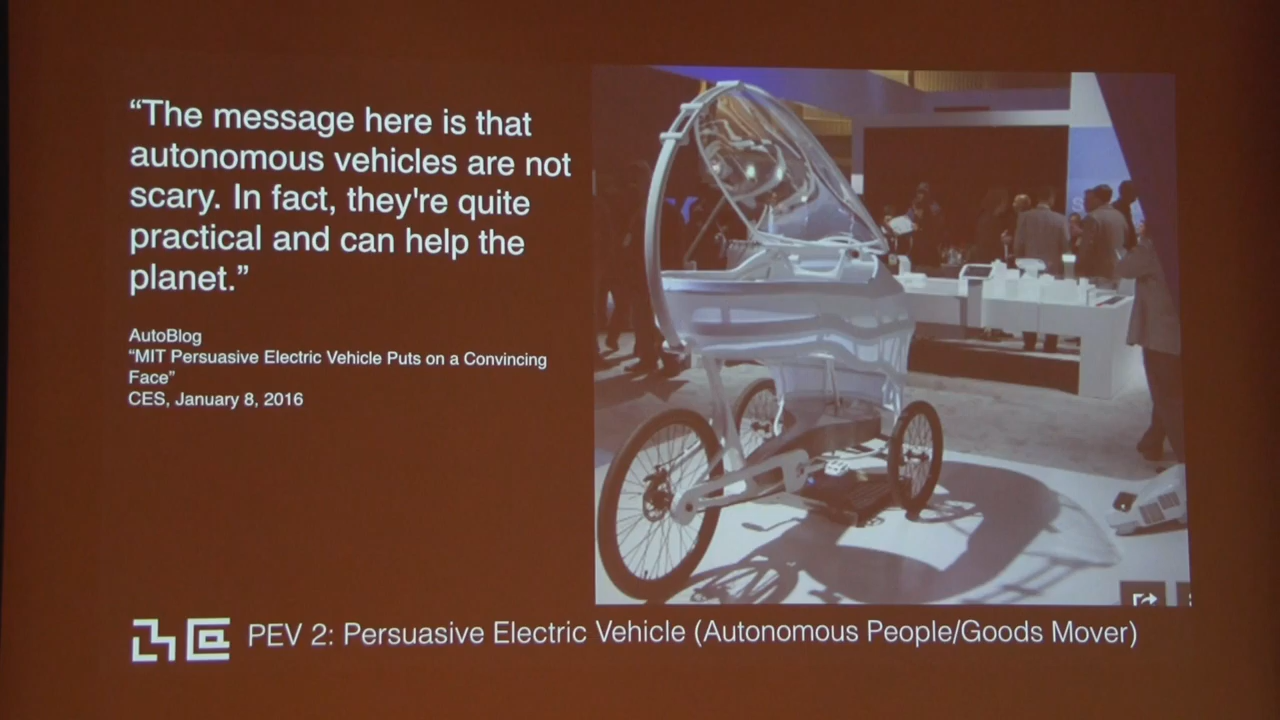 “The message here is that
autonomous vehicles are not
scary. In fact, they're quite
practical and can help the
planet.”
AutoBlog
“MIT Persuasive Electric Vehicle Puts on a Convincing
Face”
CES, January 8, 2016
PEV 2: Persuasive Electric Vehicle (Autonomous People/Goods Mover)